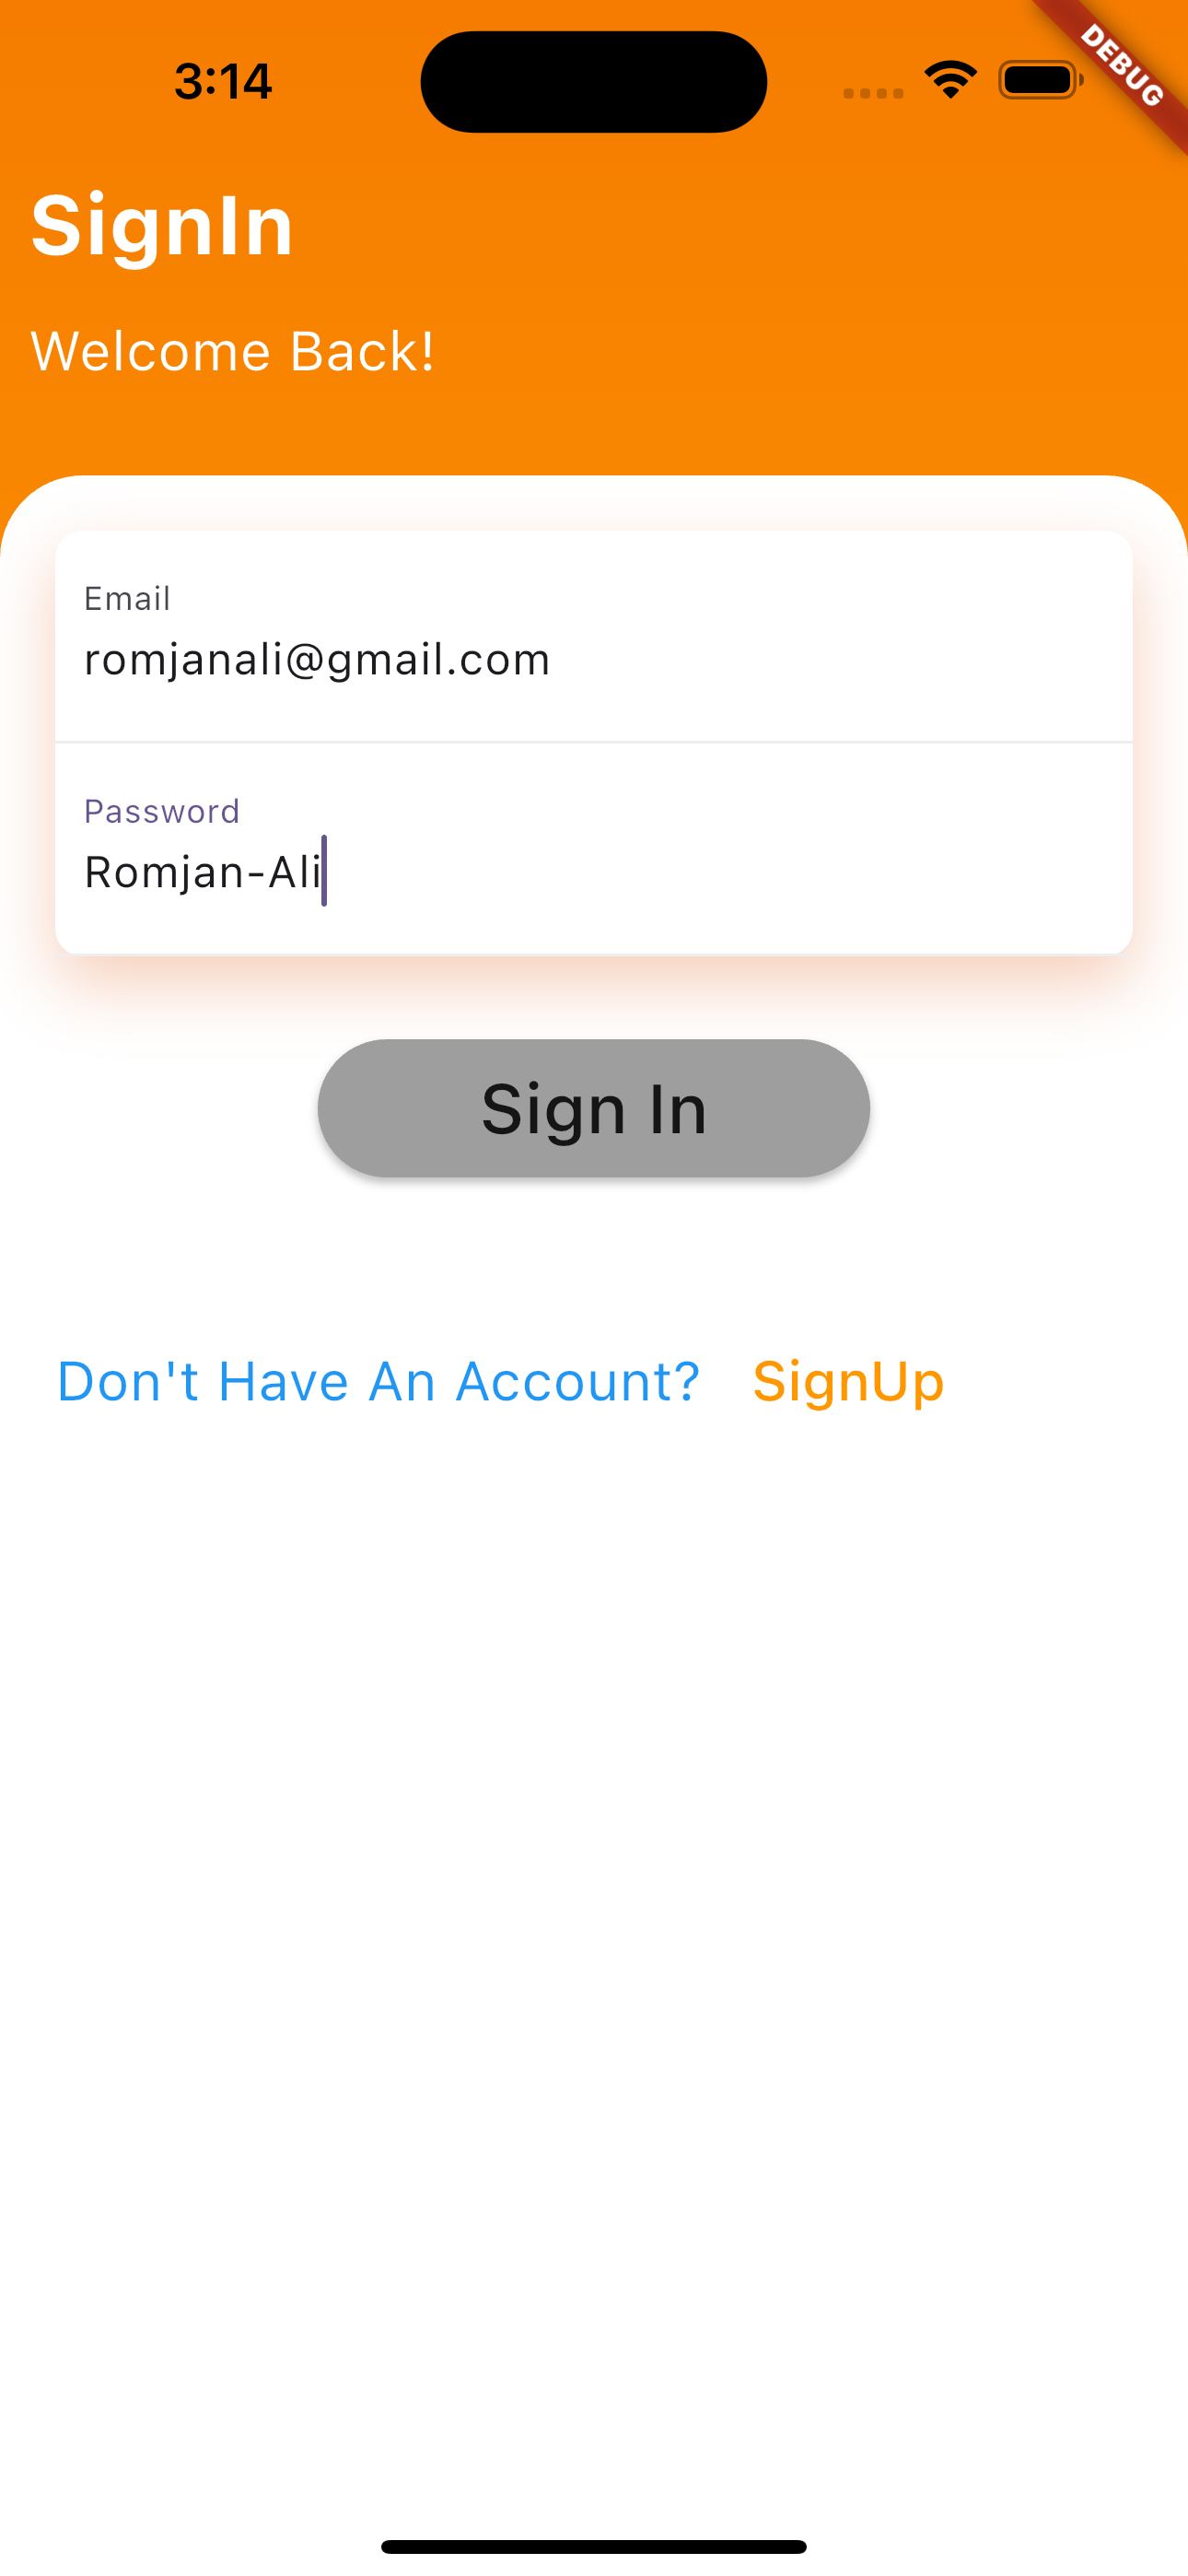 3:14
DEBUG
SignIn
Welcome Back!
Email
romjanali@gmail.com
Password
Romjan-Ali
Sign In
Don't Have An Account? SignUp